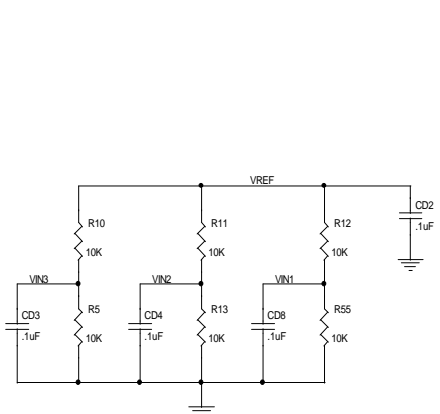 VREF
CD2
.1uF
R10
10K
R11
10K
R12
10K
VIN3
VIN2
VIN1
CD3
.1uF
R5
10K
CD4
.1uF
R13
10K
CD8
.1uF
R55
10K